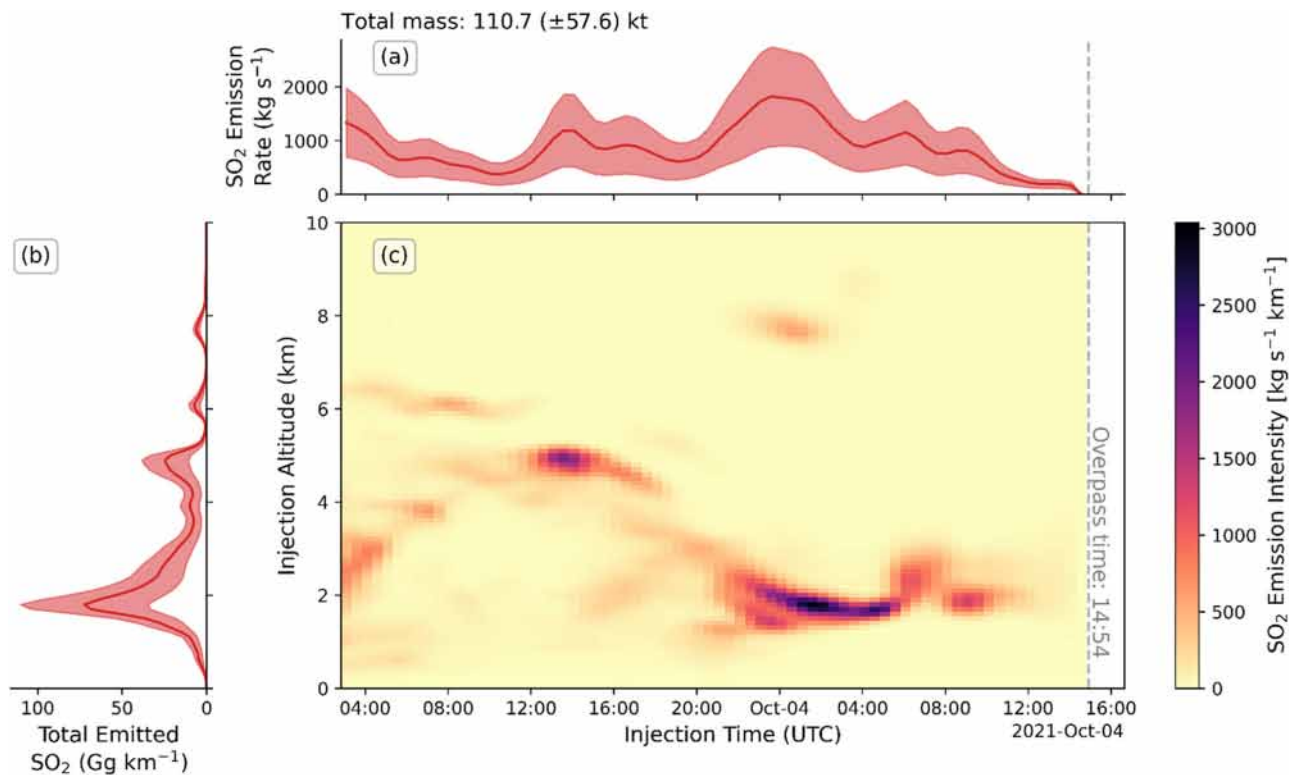 Total mass: 110.7 (±57.6) kt
(a)
SO₂ Emission
Rate (kg s⁻¹)
2000
1000
0
(b)
(c)
10
8
6
4
2
0
Injection Altitude (km)
Overpass time: 14:54
3000
2500
2000
1500
1000
500
0
SO₂ Emission Intensity [kg s⁻¹ km⁻¹]
100 50 0
Total Emitted
SO₂ (Gg km⁻¹)
04:00 08:00 12:00 16:00 20:00 Oct-04 04:00 08:00 12:00 16:00
Injection Time (UTC)
2021-Oct-04